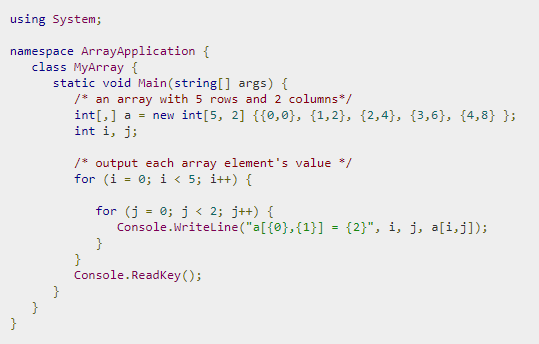 using System;

namespace ArrayApplication {
   class MyArray {
      static void Main(string[] args) {
         /* an array with 5 rows and 2 columns*/
         int[,] a = new int[5, 2] {{0,0}, {1,2}, {2,4}, {3,6}, {4,8} };
         int i, j;

         /* output each array element's value */
         for (i = 0; i < 5; i++) {

            for (j = 0; j < 2; j++) {
               Console.WriteLine("a[{0},{1}] = {2}", i, j, a[i,j]);
            }
         }
         Console.ReadKey();
      }
   }
}